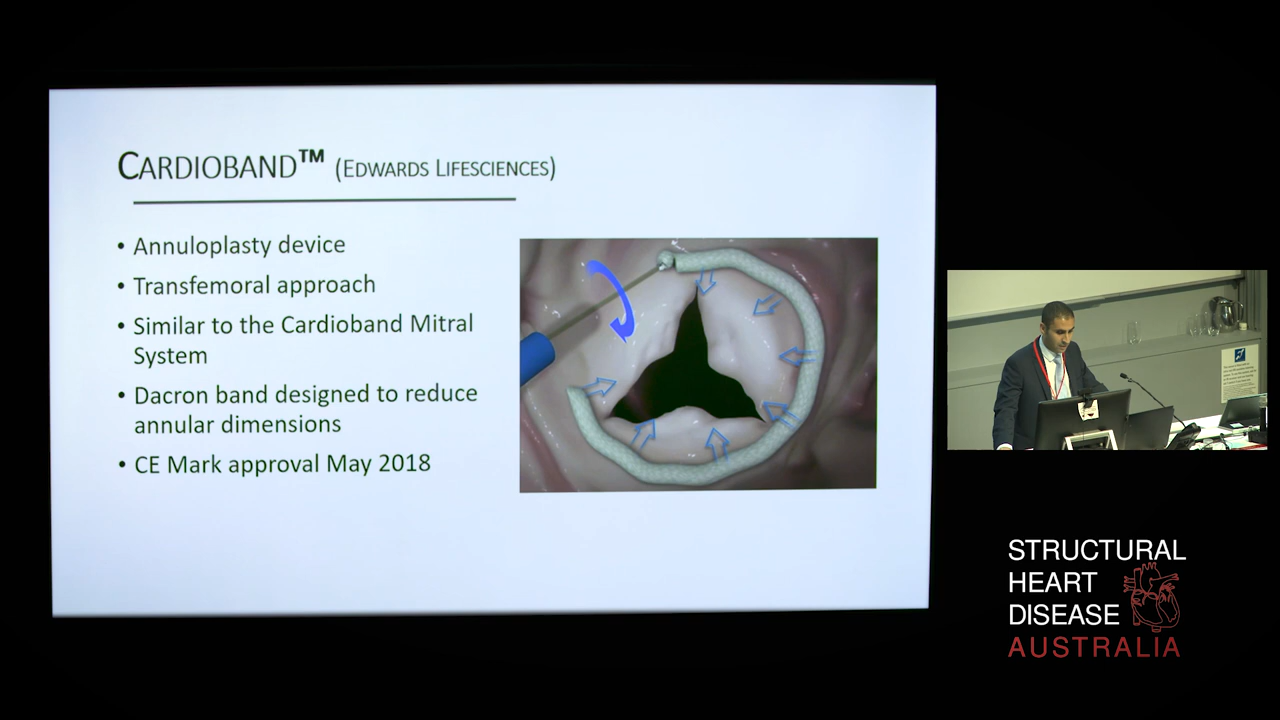 CARDIOBAND™ (EDWARDS LIFESCIENCES)
• Annuloplasty device
• Transfemoral approach
• Similar to the Cardioband Mitral
System
• Dacron band designed to reduce
annular dimensions
• CE Mark approval May 2018
STRUCTURAL
HEART
DISEASE
AUSTRALIA